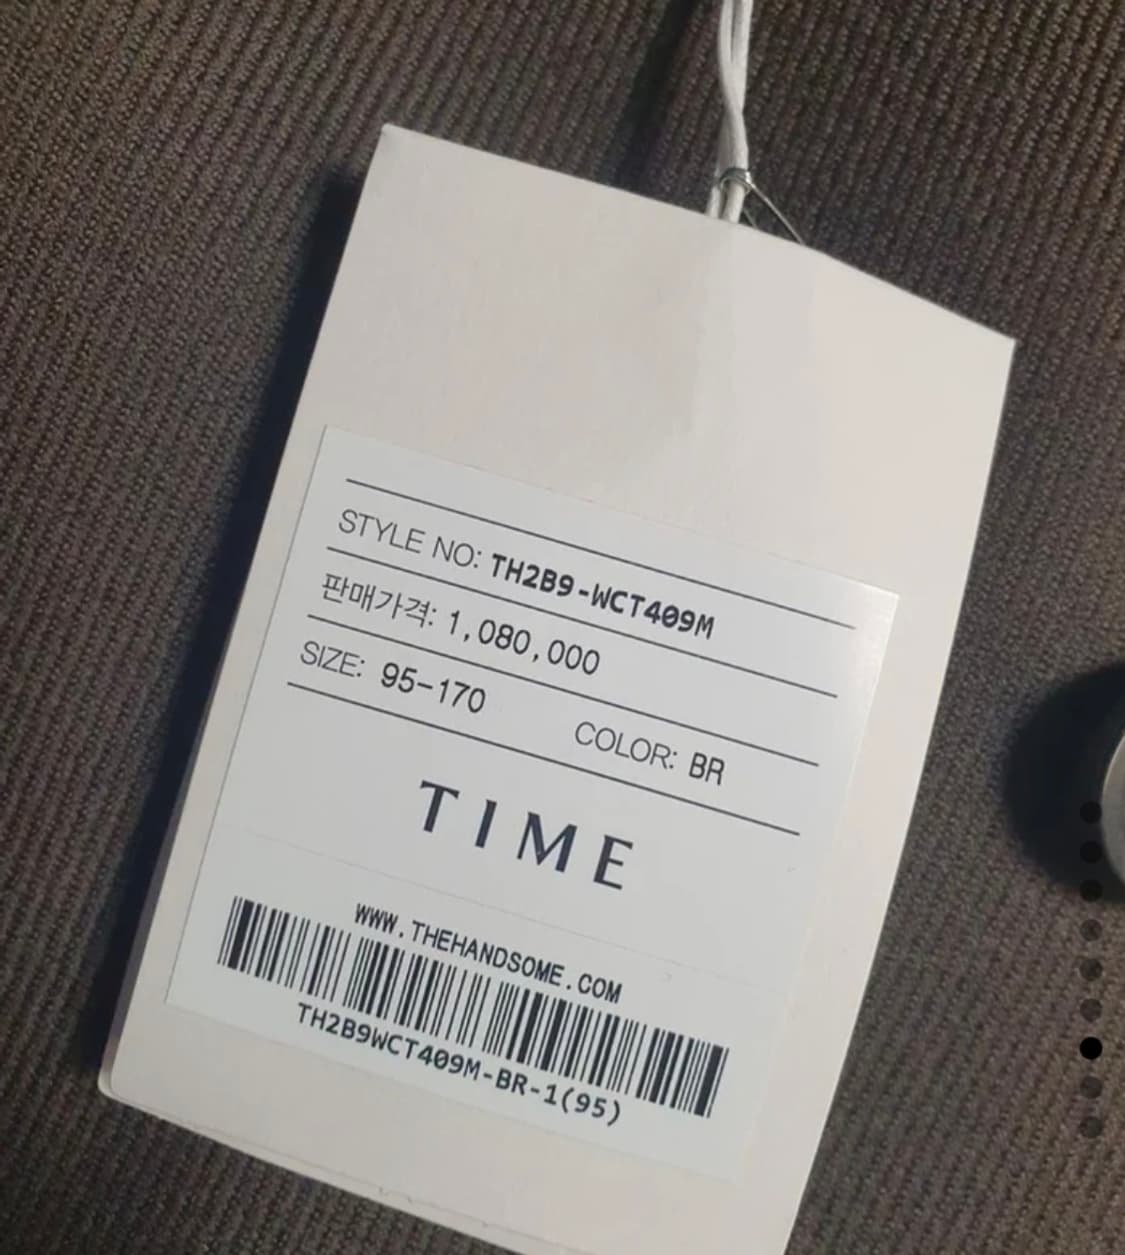 STYLE NO: TH2B9-WCT409M
판매가격: 1,080,000
SIZE: 95-170 COLOR: BR
TIME
WWW.THEHANDSOME.COM
TH2B9WCT409M-BR-1(95)